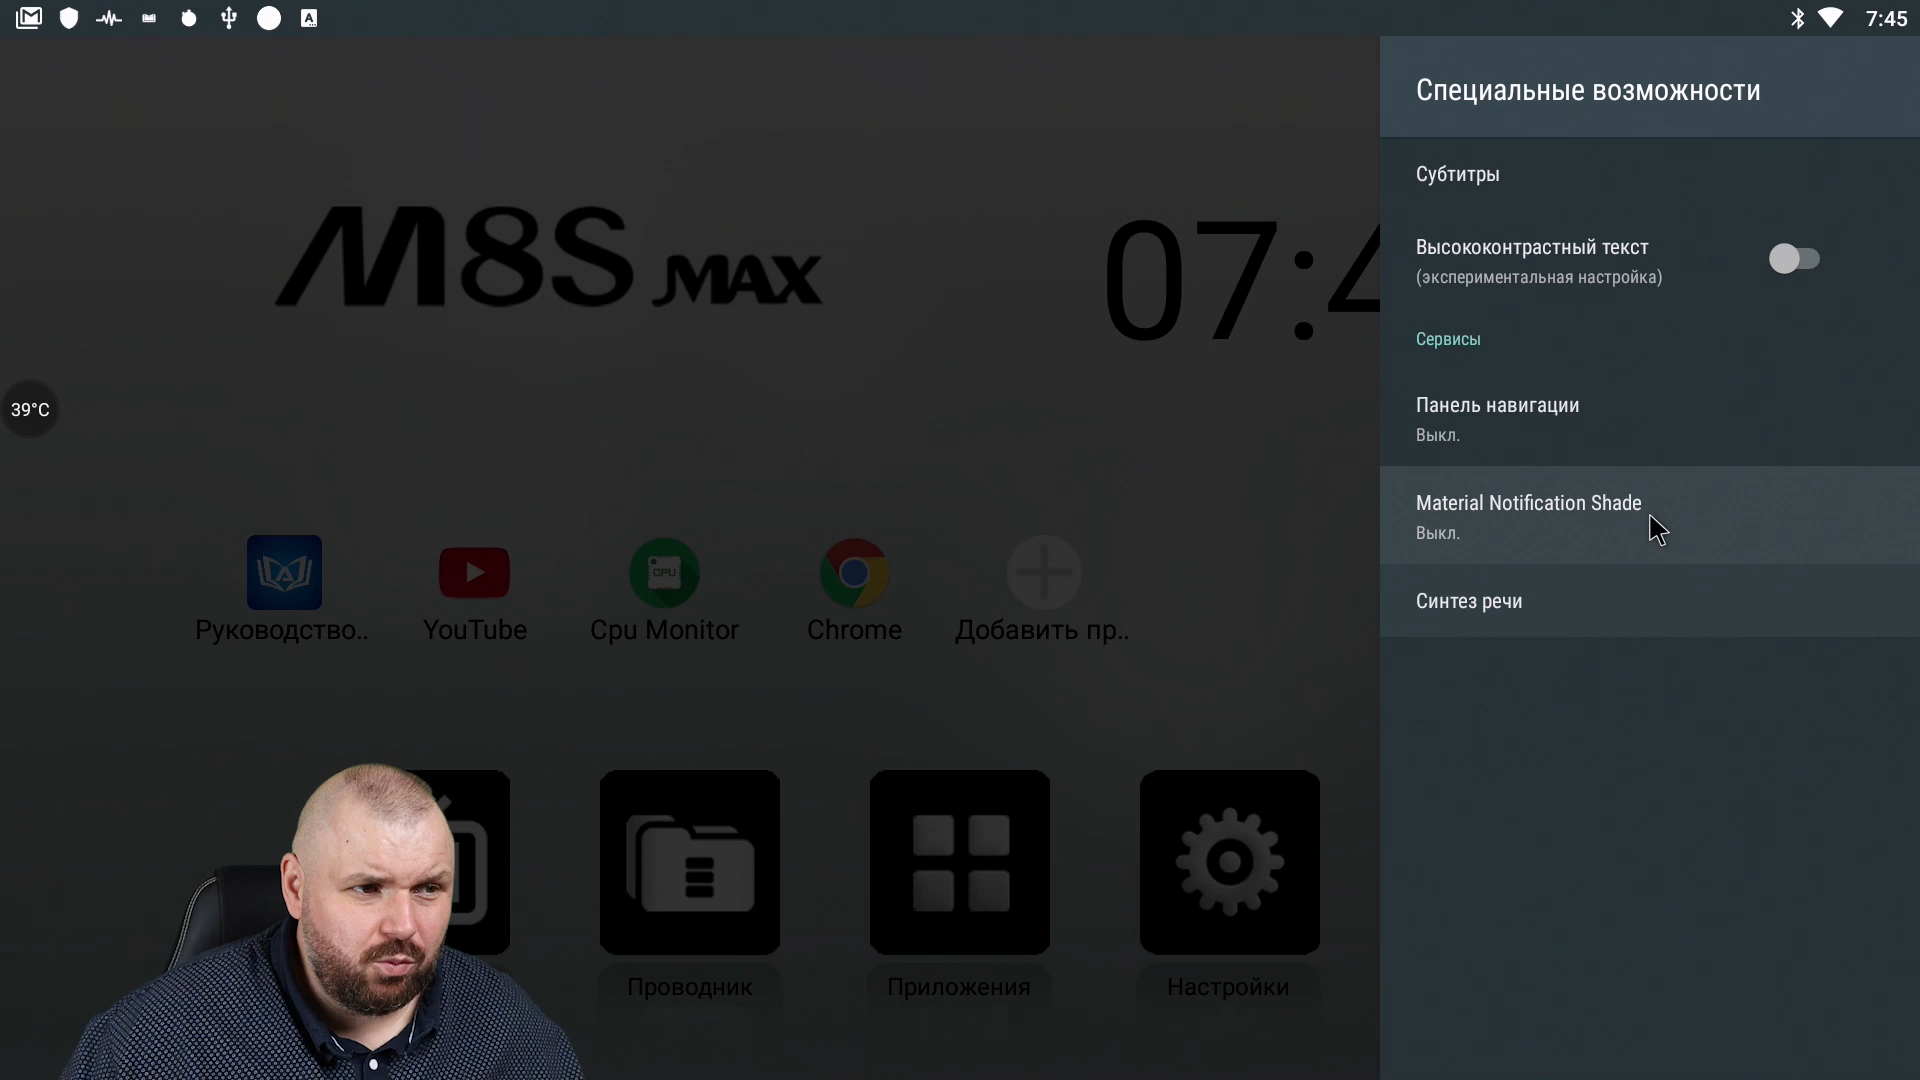 7:45
Специальные возможности
Субтитры
Высококонтрастный текст
(экспериментальная настройка)
Сервисы
Панель навигации
Выкл.
Material Notification Shade
Выкл.
Синтез речи
M8S MAX
07:4
39°C
CPU
Руководство..
YouTube
Cpu Monitor
Chrome
Добавить пр..
Проводник
Приложения
Настройки